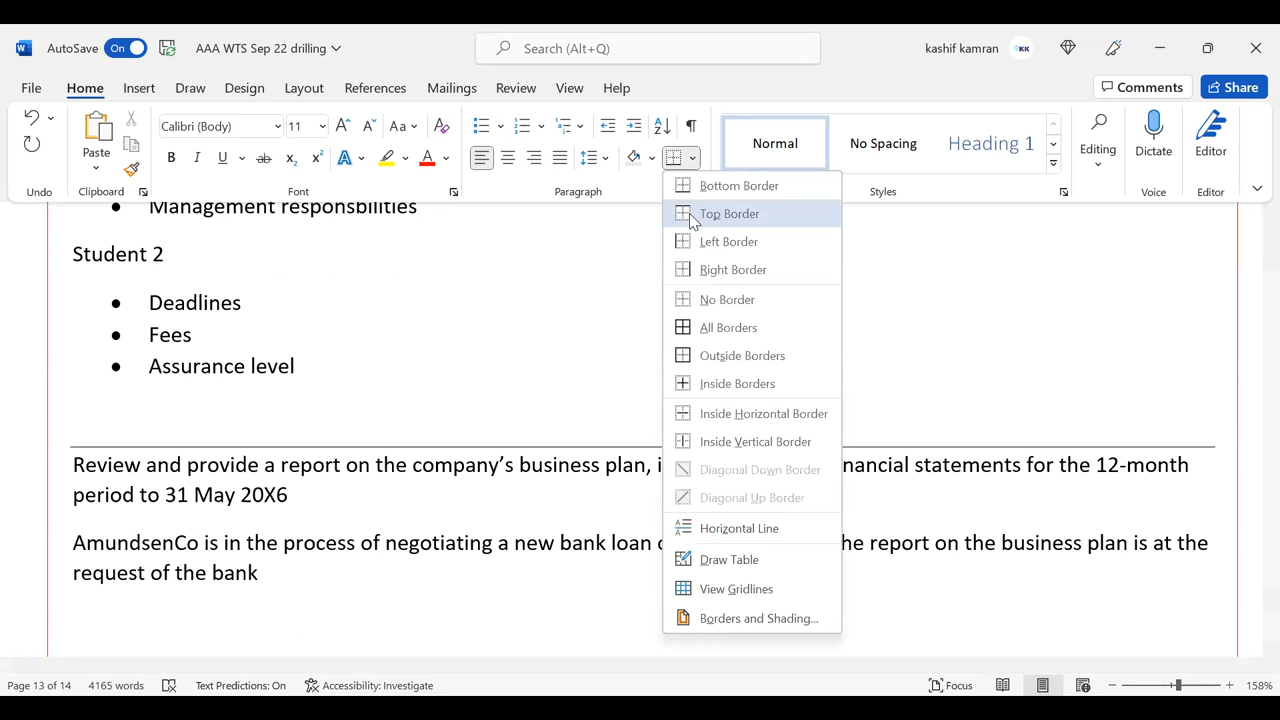 AutoSave On AAA WTS Sep 22 drilling Search (Alt+Q) kashif kamran KK
File Home Insert Draw Design Layout References Mailings Review View Help Comments Share
Calibri (Body) 11 Aa
Paste B I U ab x₂ x² A A Normal No Spacing Heading 1 Editing Dictate Editor
Undo Clipboard Font Paragraph Styles Voice Editor
Bottom Border
Top Border
Left Border
Right Border
No Border
All Borders
Outside Borders
Inside Borders
Inside Horizontal Border
Inside Vertical Border
Diagonal Down Border
Diagonal Up Border
Horizontal Line
Draw Table
View Gridlines
Borders and Shading...
• Management responsbilities
Student 2
• Deadlines
• Fees
• Assurance level
Review and provide a report on the company’s business plan, nancial statements for the 12-month
period to 31 May 20X6
AmundsenCo is in the process of negotiating a new bank loan he report on the business plan is at the
request of the bank
Page 13 of 14 4165 words Text Predictions: On Accessibility: Investigate Focus 158%